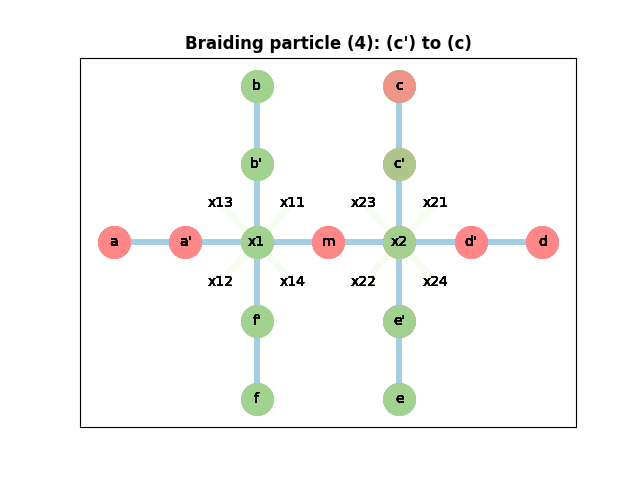 Braiding particle (4): (c') to (c)
b c
b' c'
x13 x11 x23 x21
a a' x1 m x2 d' d
x12 x14 x22 x24
f' e'
f e